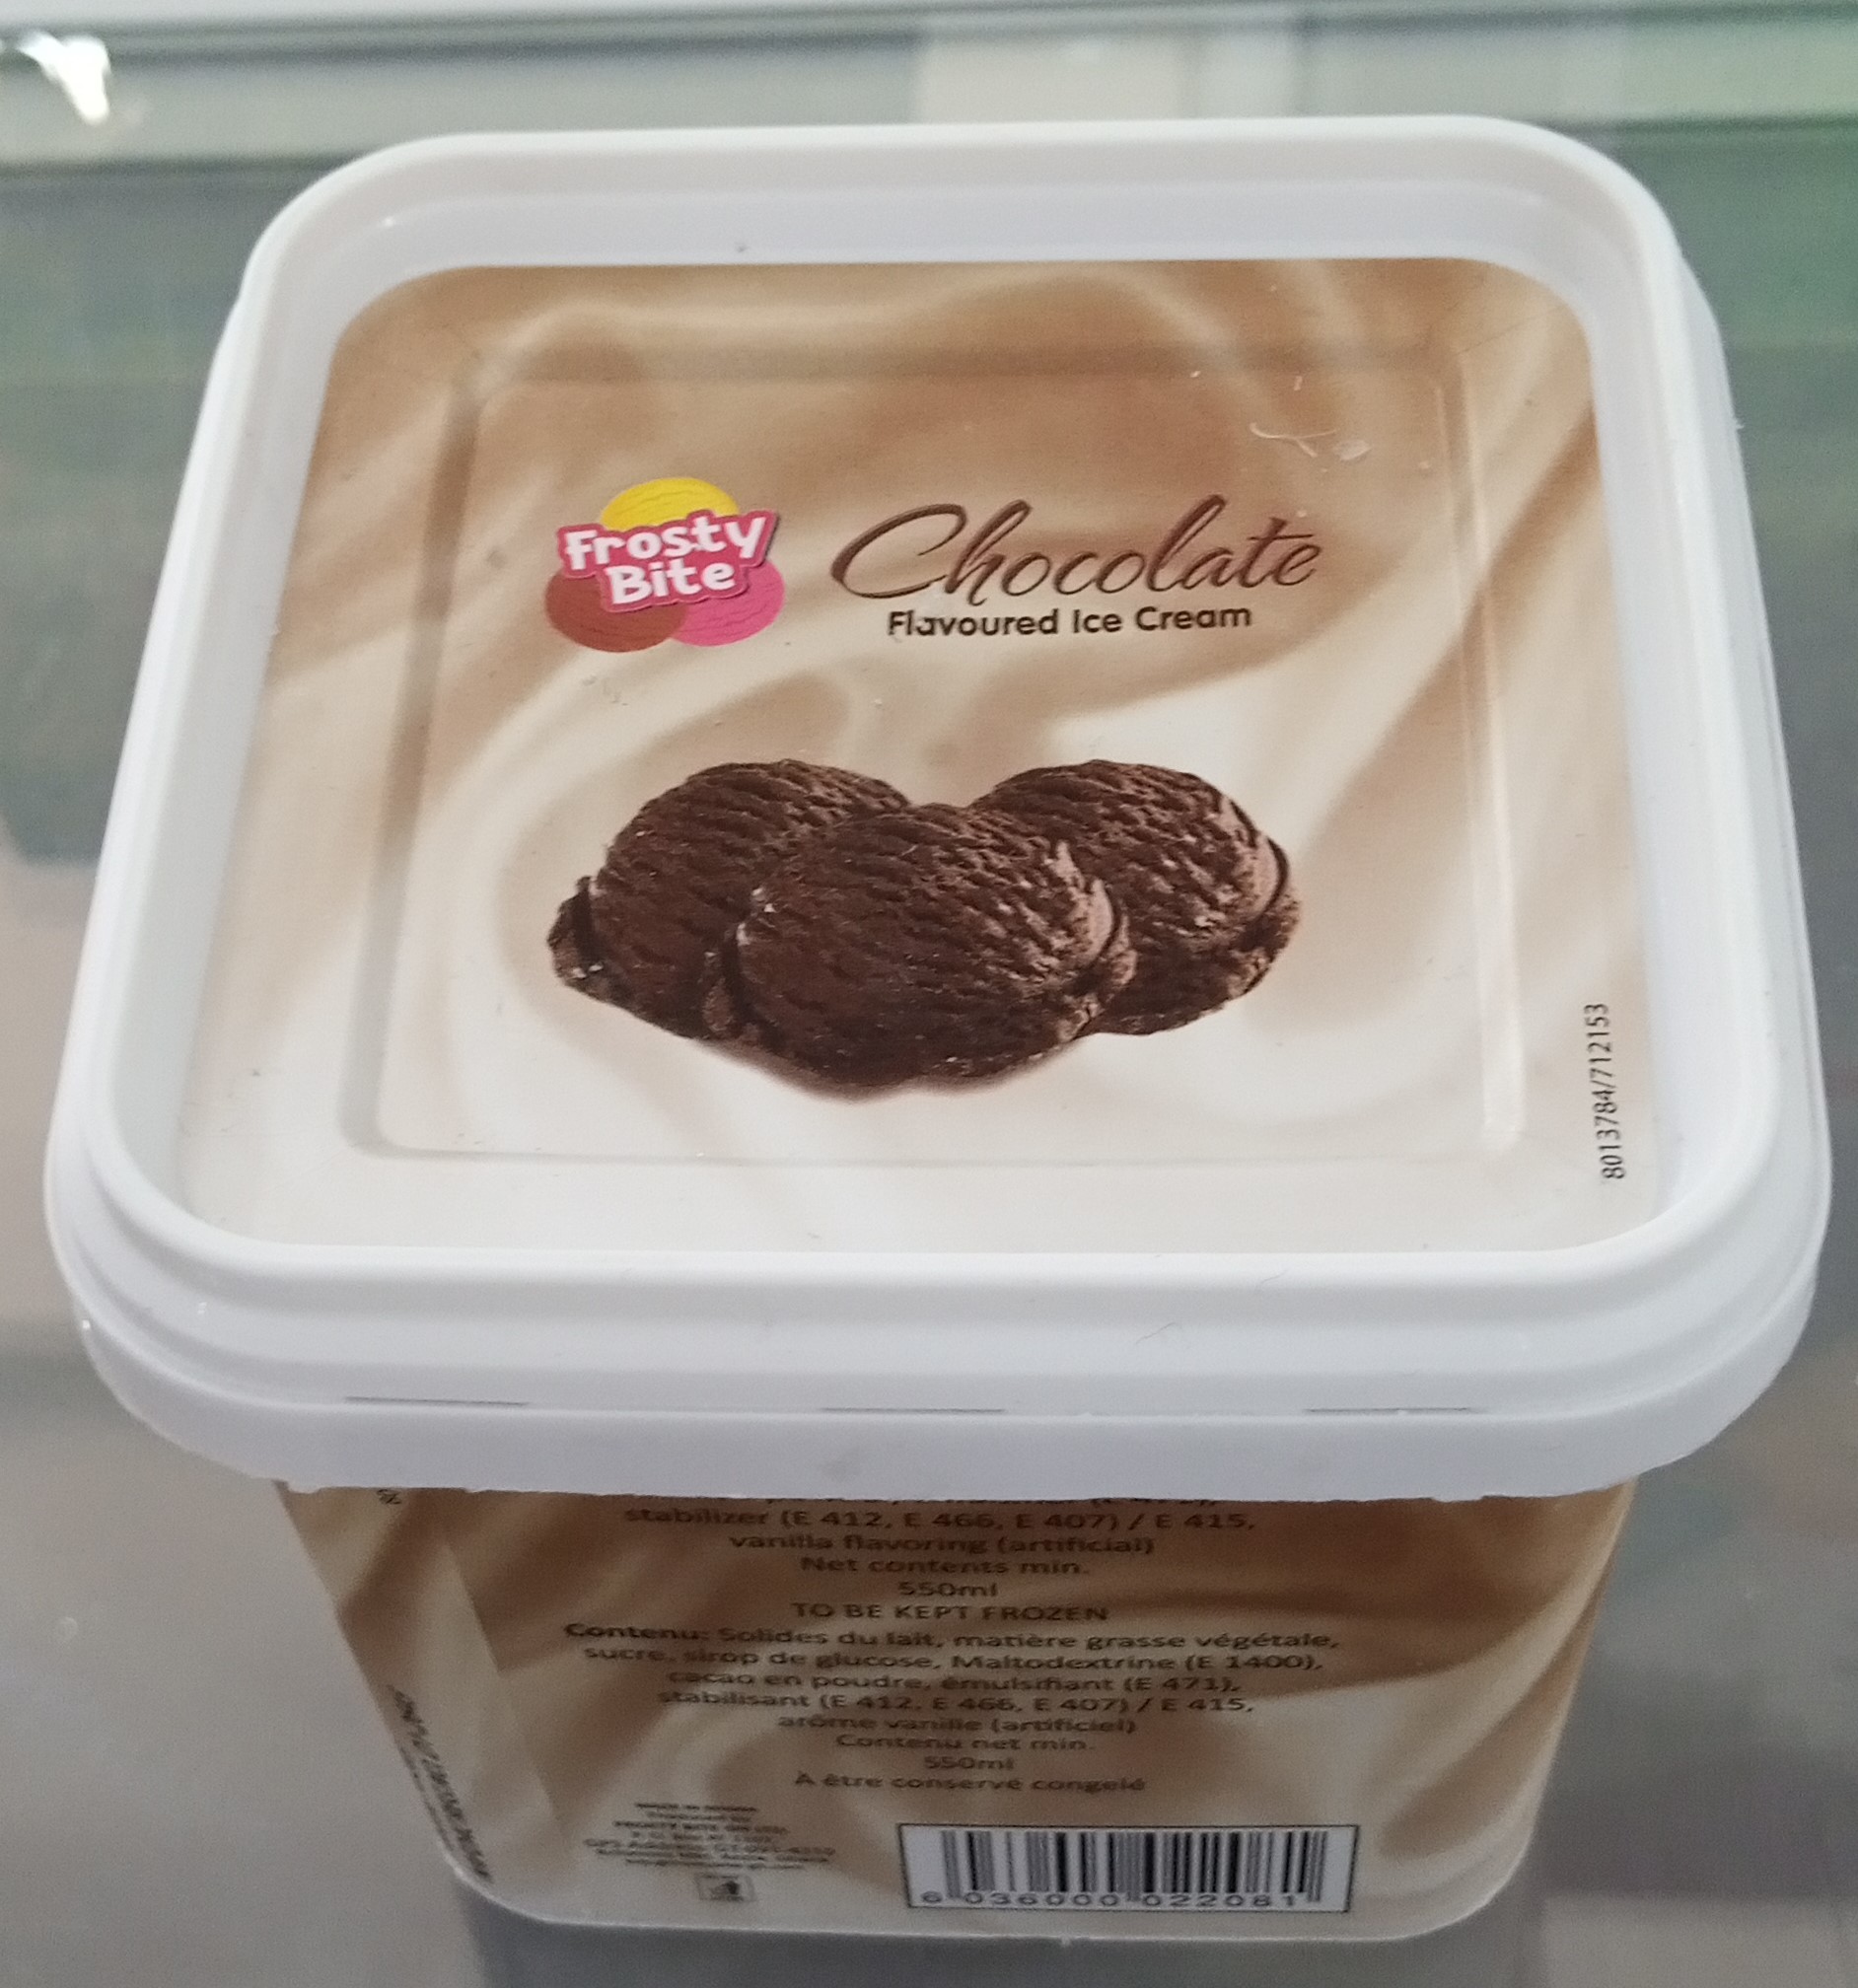 Frosty
Bite
Chocolate
Flavoured Ice Cream
8013784/712153
stabilizer (E 412, E 466, E 407) / E 415,
vanilla flavoring (artificial)
Net contents min.
550ml
TO BE KEPT FROZEN
Contenu: Solides du lait, matière grasse végétale,
sucre, sirop de glucose, Maltodextrine (E 1400),
cacao en poudre, émulsifiant (E 471),
stabilisant (E 412, E 466, E 407) / E 415,
arôme vanille (artificiel)
Contenu net min.
550ml
À être conservé congelé
6 036000 022081